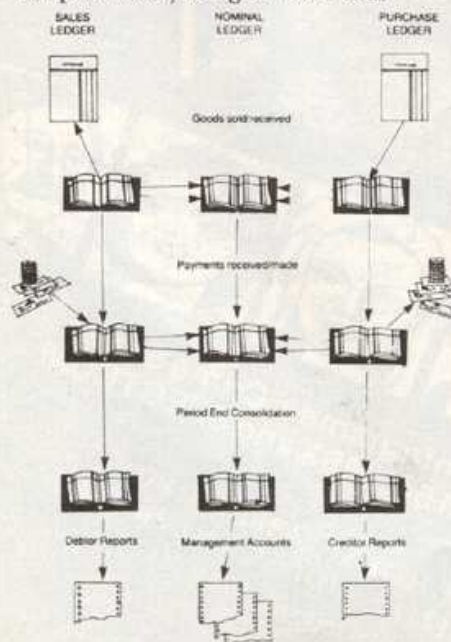 SALES LEDGER
NOMINAL LEDGER
PURCHASE LEDGER
Goods sold/received
Payments received/made
Period End Consolidation
Debtor Reports
Management Accounts
Creditor Reports